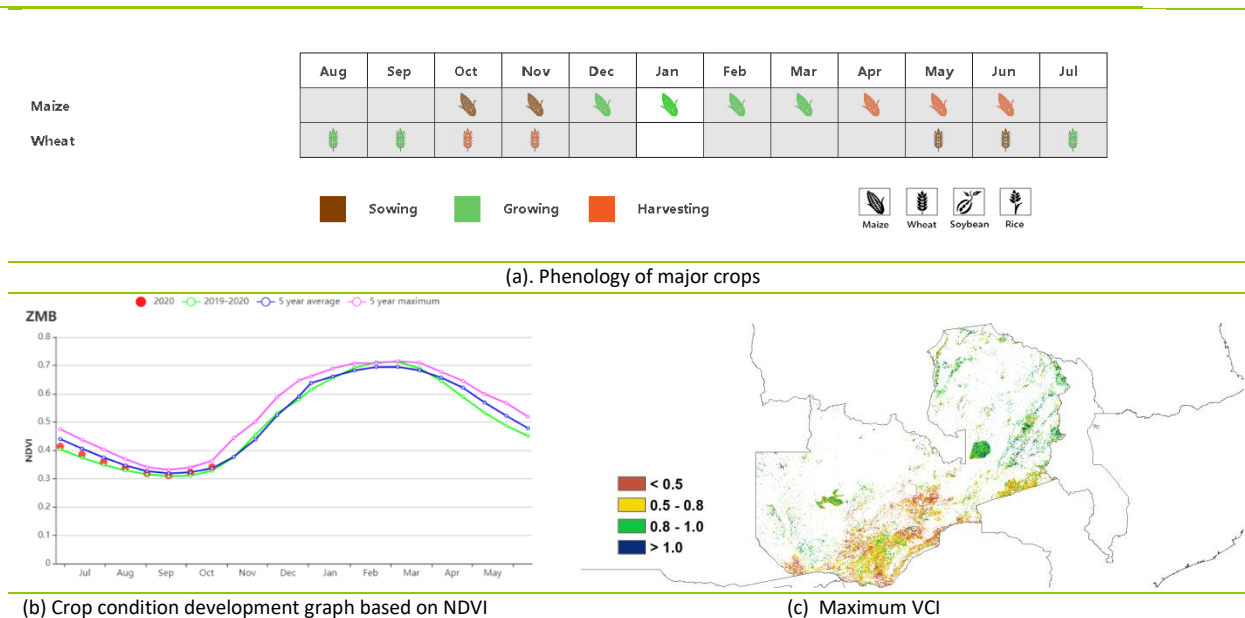 Aug Sep Oct Nov Dec Jan Feb Mar Apr May Jun Jul
Maize
Wheat
Sowing Growing Harvesting
Maize Wheat Soybean Rice
(a). Phenology of major crops
2020 2019-2020 5 year average 5 year maximum
ZMB
0.8
0.7
0.6
0.5
0.4
0.3
0.2
0.1
0
NDVI
Jul Aug Sep Oct Nov Dec Jan Feb Mar Apr May
< 0.5
0.5 - 0.8
0.8 - 1.0
> 1.0
(b) Crop condition development graph based on NDVI
(c) Maximum VCI